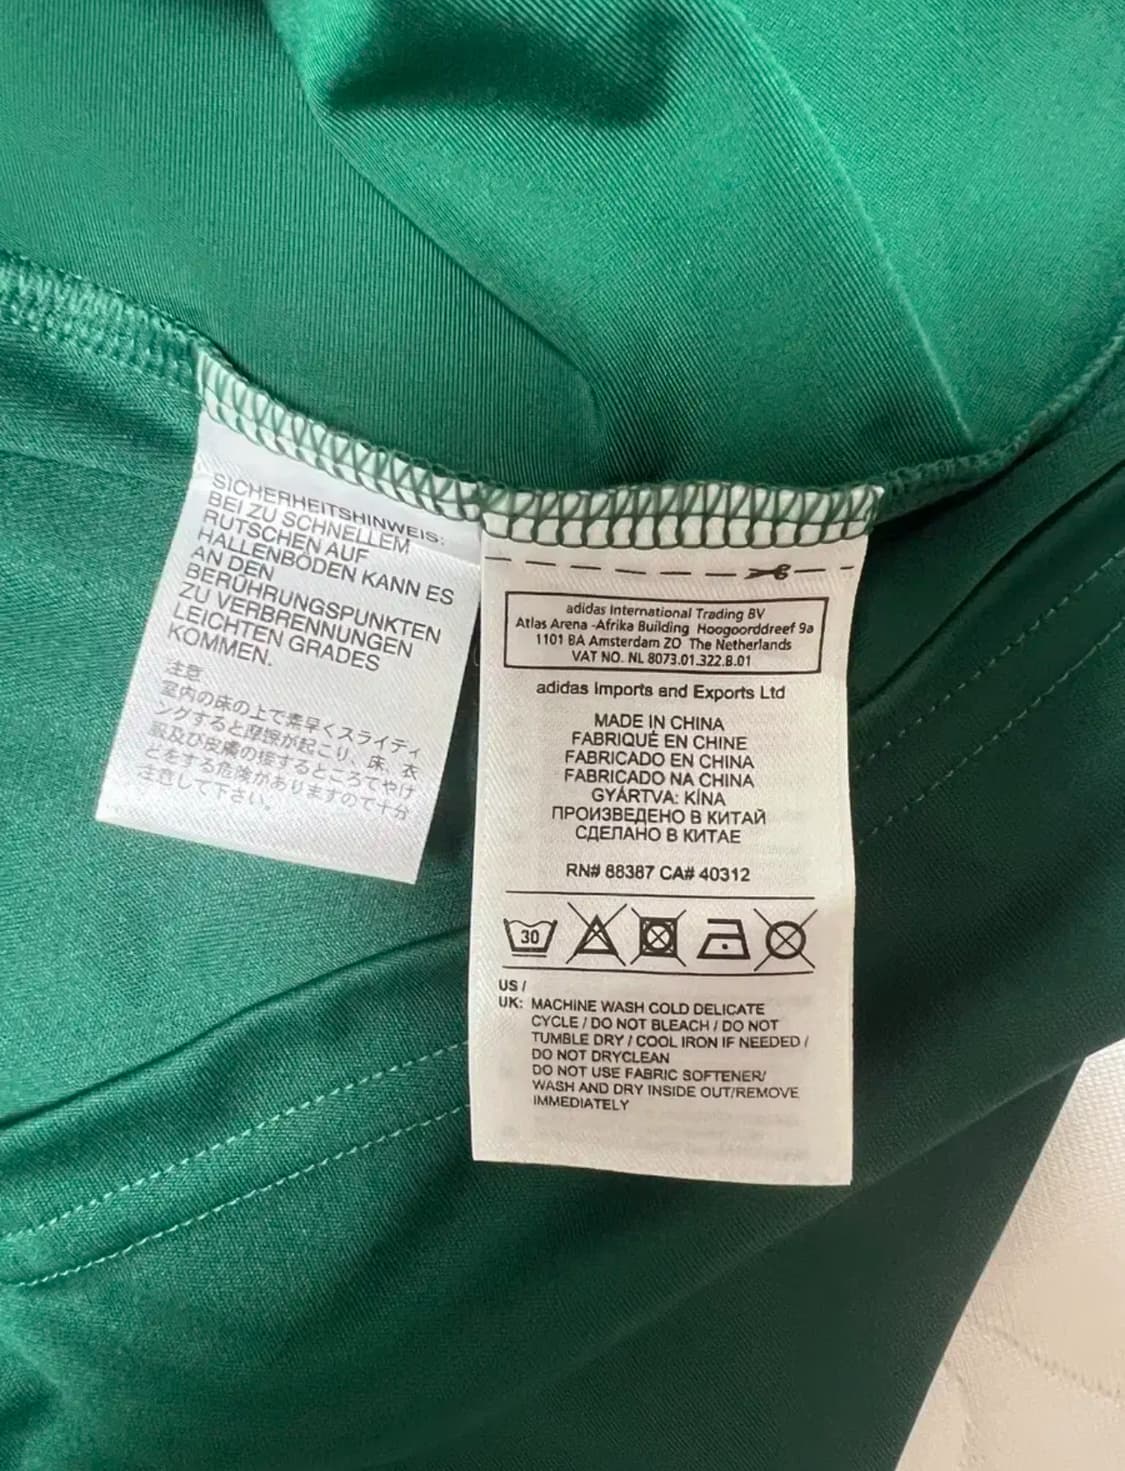 SICHERHEITSHINWEIS:
BEI ZU SCHNELLEM
RUTSCHEN AUF
HALLENBÖDEN KANN ES
AN DEN
BERÜHRUNGSPUNKTEN
ZU VERBRENNUNGEN
LEICHTEN GRADES
KOMMEN.
注意
室内の床の上で素早くスライディ
ングすると摩擦が起こり、床、衣
服及び皮膚の接するところでやけ
どをする危険がありますので十分
注意して下さい。
adidas International Trading BV
Atlas Arena -Afrika Building Hoogoorddreef 9a
1101 BA Amsterdam ZO The Netherlands
VAT NO. NL 8073.01.322.B.01
adidas Imports and Exports Ltd
MADE IN CHINA
FABRIQUÉ EN CHINE
FABRICADO EN CHINA
FABRICADO NA CHINA
GYÁRTVA: KÍNA
ПРОИЗВЕДЕНО В КИТАЙ
СДЕЛАНО В КИТАЕ
RN# 88387 CA# 40312
30
US /
UK: MACHINE WASH COLD DELICATE
CYCLE / DO NOT BLEACH / DO NOT
TUMBLE DRY / COOL IRON IF NEEDED /
DO NOT DRYCLEAN
DO NOT USE FABRIC SOFTENER/
WASH AND DRY INSIDE OUT/REMOVE
IMMEDIATELY